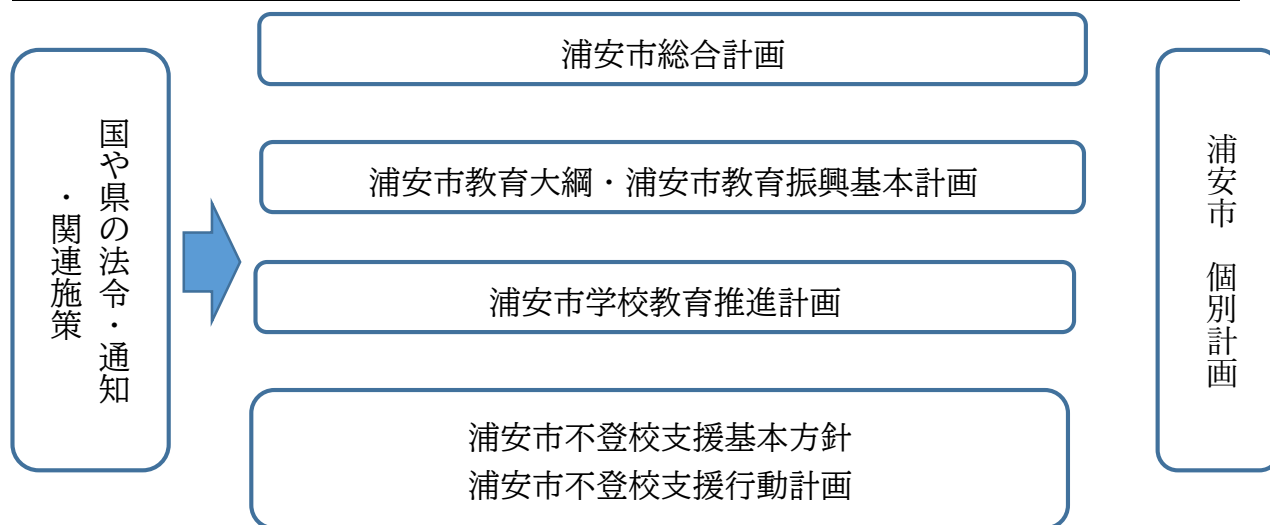 国や県の法令・通知
・関連施策
浦安市総合計画
浦安市教育大綱・浦安市教育振興基本計画
浦安市学校教育推進計画
浦安市不登校支援基本方針
浦安市不登校支援行動計画
浦安市　個別計画